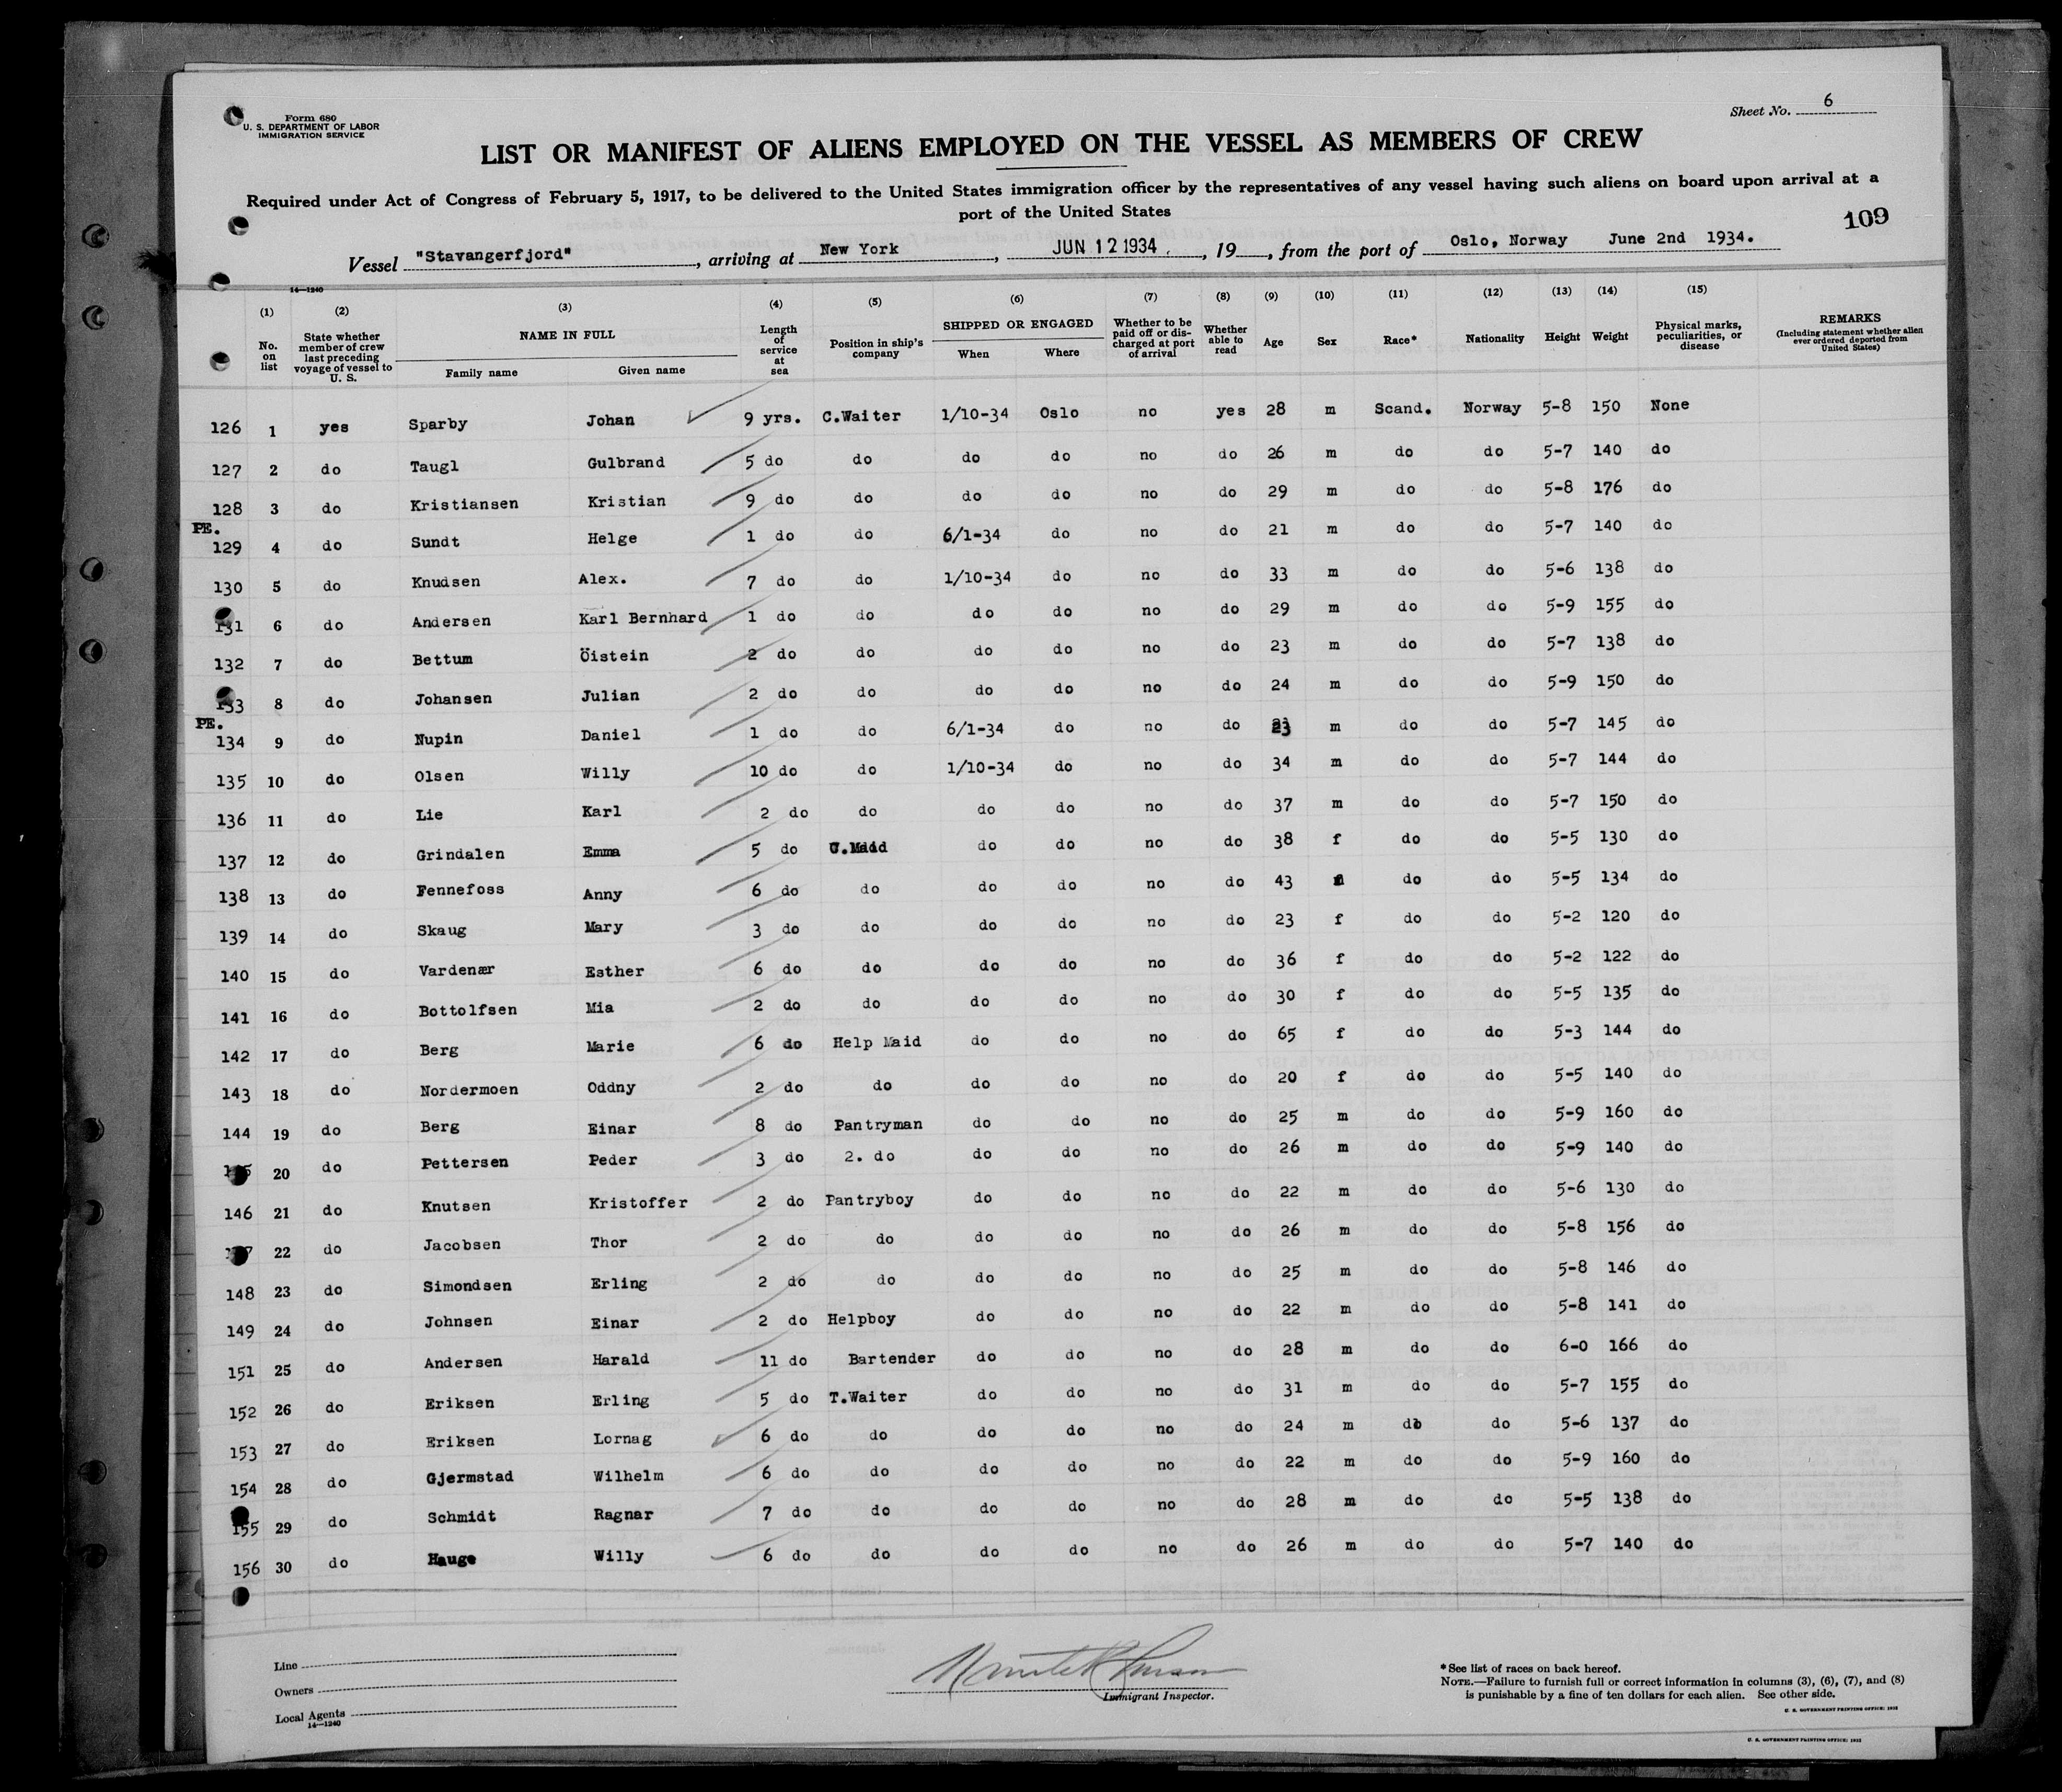 Form 680
U. S. DEPARTMENT OF LABOR
IMMIGRATION SERVICE
Sheet No. 6
LIST OR MANIFEST OF ALIENS EMPLOYED ON THE VESSEL AS MEMBERS OF CREW
Required under Act of Congress of February 5, 1917, to be delivered to the United States immigration officer by the representatives of any vessel having such aliens on board upon arrival at a
port of the United States
109
Vessel "Stavangerfjord", arriving at New York, JUN 12 1934, 19, from the port of Oslo, Norway June 2nd 1934.
14—1240
(1) (2) (3) (4) (5) (6) (7) (8) (9) (10) (11) (12) (13) (14) (15)
No. on list State whether member of crew last preceding voyage of vessel to U. S. NAME IN FULL Family name Given name Length of service at sea Position in ship's company SHIPPED OR ENGAGED When Where Whether to be paid off or discharged at port of arrival Whether able to read Age Sex Race* Nationality Height Weight Physical marks, peculiarities, or disease REMARKS (Including statement whether alien ever ordered deported from United States)
126 1 yes Sparby Johan 9 yrs. C.Waiter 1/10-34 Oslo no yes 28 m Scand. Norway 5-8 150 None
127 2 do Taugl Gulbrand 5 do do do do no do 26 m do do 5-7 140 do
128 3 do Kristiansen Kristian 9 do do do do no do 29 m do do 5-8 176 do
PE.
129 4 do Sundt Helge 1 do do 6/1-34 do no do 21 m do do 5-7 140 do
130 5 do Knudsen Alex. 7 do do 1/10-34 do no do 33 m do do 5-6 138 do
131 6 do Andersen Karl Bernhard 1 do do do do no do 29 m do do 5-9 155 do
132 7 do Bettum Öistein 2 do do do do no do 23 m do do 5-7 138 do
133 8 do Johansen Julian 2 do do do do no do 24 m do do 5-9 150 do
PE.
134 9 do Nupin Daniel 1 do do 6/1-34 do no do 23 m do do 5-7 145 do
135 10 do Olsen Willy 10 do do 1/10-34 do no do 34 m do do 5-7 144 do
136 11 do Lie Karl 2 do do do do no do 37 m do do 5-7 150 do
137 12 do Grindalen Emma 5 do C.Maid do do no do 38 f do do 5-5 130 do
138 13 do Fennefoss Anny 6 do do do do no do 43 do do 5-5 134 do
139 14 do Skaug Mary 3 do do do do no do 23 f do do 5-2 120 do
140 15 do Vardenær Esther 6 do do do do no do 36 f do do 5-2 122 do
141 16 do Bottolfsen Mia 2 do do do do no do 30 f do do 5-5 135 do
142 17 do Berg Marie 6 do Help Maid do do no do 65 f do do 5-3 144 do
143 18 do Nordermoen Oddny 2 do do do do no do 20 f do do 5-5 140 do
144 19 do Berg Einar 8 do Pantryman do do no do 25 m do do 5-9 160 do
20 do Pettersen Peder 3 do 2. do do do no do 26 m do do 5-9 140 do
146 21 do Knutsen Kristoffer 2 do Pantryboy do do no do 22 m do do 5-6 130 do
22 do Jacobsen Thor 2 do do do do no do 26 m do do 5-8 156 do
148 23 do Simondsen Erling 2 do do do do no do 25 m do do 5-8 146 do
149 24 do Johnsen Einar 2 do Helpboy do do no do 22 m do do 5-8 141 do
151 25 do Andersen Harald 11 do Bartender do do no do 28 m do do 6-0 166 do
152 26 do Eriksen Erling 5 do T.Waiter do do no do 31 m do do 5-7 155 do
153 27 do Eriksen Lornag 6 do do do do no do 24 m do do 5-6 137 do
154 28 do Gjermstad Wilhelm 6 do do do do no do 22 m do do 5-9 160 do
155 29 do Schmidt Ragnar 7 do do do do no do 28 m do do 5-5 138 do
156 30 do Hauge Willy 6 do do do do no do 26 m do do 5-7 140 do
Line
Owners
Local Agents
14—1240
Immigrant Inspector.
*See list of races on back hereof.
NOTE.—Failure to furnish full or correct information in columns (3), (6), (7), and (8)
is punishable by a fine of ten dollars for each alien. See other side.
U. S. GOVERNMENT PRINTING OFFICE: 1932
U. S. GOVERNMENT PRINTING OFFICE: 1932